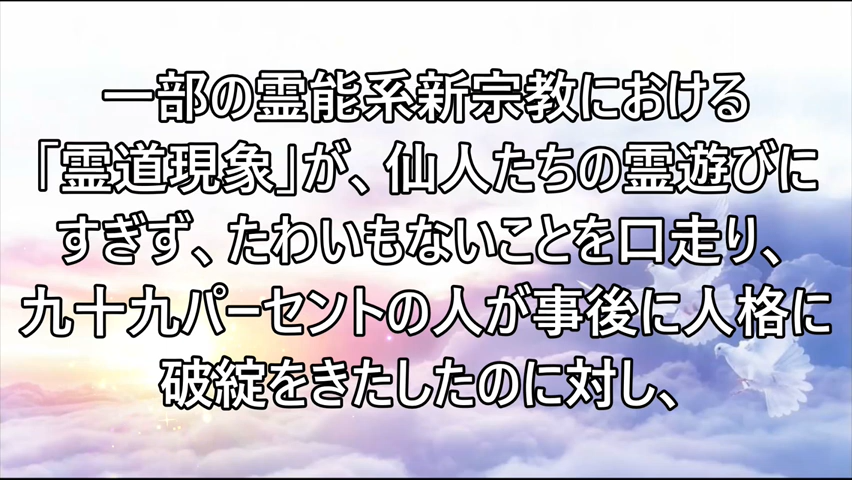 一部の霊能系新宗教における
「霊道現象」が、仙人たちの霊遊びに
すぎず、たわいもないことを口走り、
九十九パーセントの人が事後に人格に
破綻をきたしたのに対し、